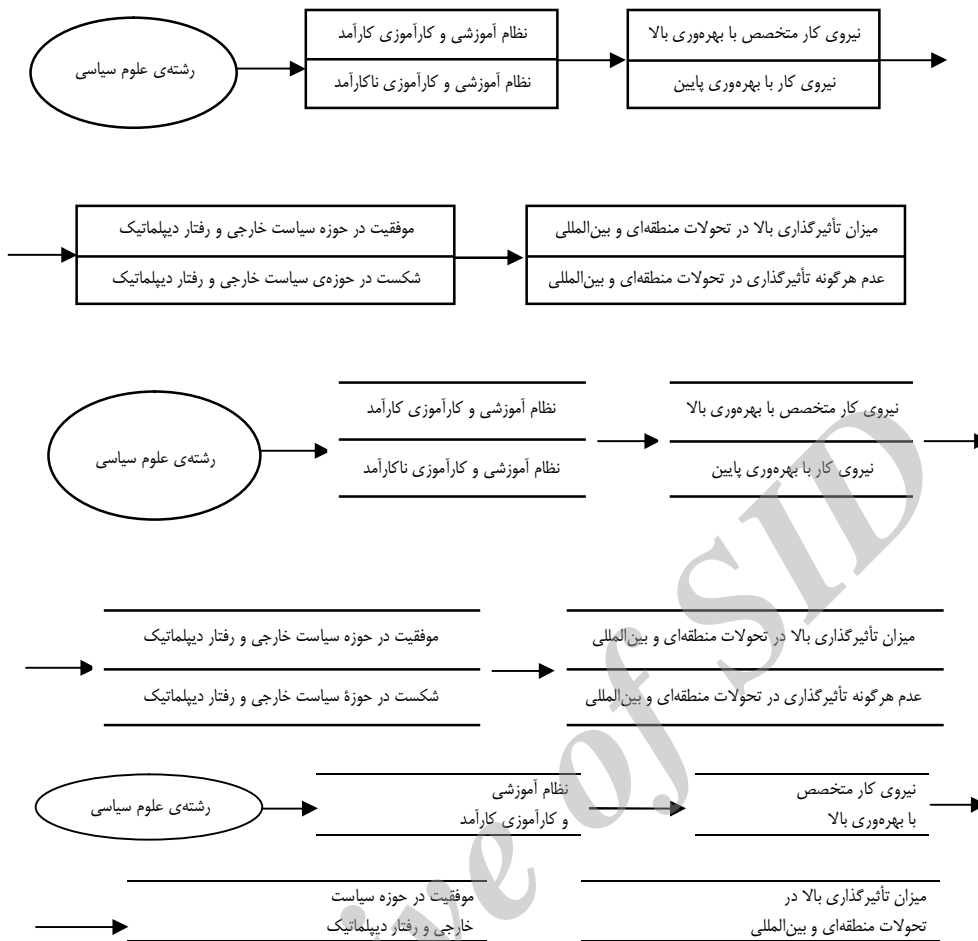 رشته‌ی علوم سیاسی
نظام آموزشی و کارآموزی کارآمد
نظام آموزشی و کارآموزی ناکارآمد
نیروی کار متخصص با بهره‌وری بالا
نیروی کار با بهره‌وری پایین
موفقیت در حوزه سیاست خارجی و رفتار دیپلماتیک
شکست در حوزه‌ی سیاست خارجی و رفتار دیپلماتیک
میزان تأثیرگذاری بالا در تحولات منطقه‌ای و بین‌المللی
عدم هرگونه تأثیرگذاری در تحولات منطقه‌ای و بین‌المللی
رشته‌ی علوم سیاسی
نظام آموزشی و کارآموزی کارآمد
نظام آموزشی و کارآموزی ناکارآمد
نیروی کار متخصص با بهره‌وری بالا
نیروی کار با بهره‌وری پایین
موفقیت در حوزه سیاست خارجی و رفتار دیپلماتیک
شکست در حوزۀ سیاست خارجی و رفتار دیپلماتیک
میزان تأثیرگذاری بالا در تحولات منطقه‌ای و بین‌المللی
عدم هرگونه تأثیرگذاری در تحولات منطقه‌ای و بین‌المللی
رشته‌ی علوم سیاسی
نظام آموزشی
و کارآموزی کارآمد
نیروی کار متخصص
با بهره‌وری بالا
موفقیت در حوزه سیاست
خارجی و رفتار دیپلماتیک
میزان تأثیرگذاری بالا در
تحولات منطقه‌ای و بین‌المللی
ive of SID